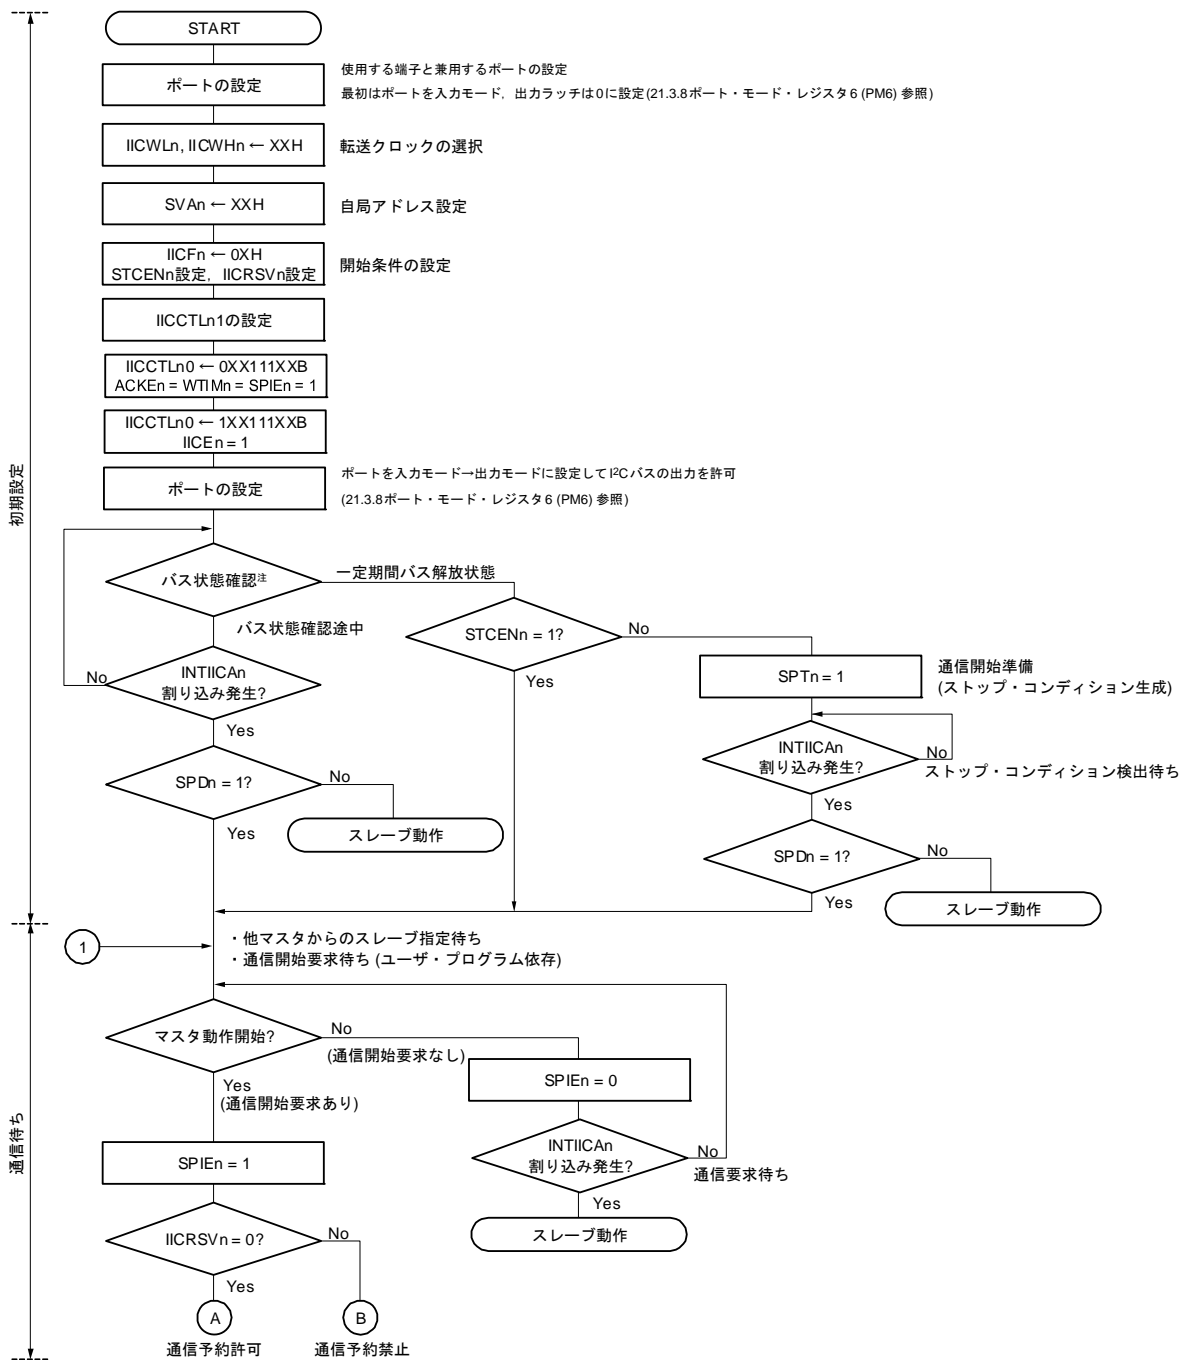 START
ポートの設定
使用する端子と兼用するポートの設定
最初はポートを入力モード, 出力ラッチは0に設定(21.3.8ポート・モード・レジスタ6 (PM6) 参照)
IICWLn, IICWHn ← XXH
転送クロックの選択
SVAn ← XXH
自局アドレス設定
IICFn ← 0XH
STCENn設定, IICRSVn設定
開始条件の設定
IICCTLn1の設定
IICCTLn0 ← 0XX111XXB
ACKEn = WTIMn = SPIEn = 1
IICCTLn0 ← 1XX111XXB
IICEn = 1
初期設定
ポートの設定
ポートを入力モード→出力モードに設定してI²Cバスの出力を許可
(21.3.8ポート・モード・レジスタ6 (PM6) 参照)
バス状態確認注
一定期間バス解放状態
バス状態確認途中
STCENn = 1?
No
Yes
SPTn = 1
通信開始準備
(ストップ・コンディション生成)
No
INTIICAn
割り込み発生?
Yes
INTIICAn
割り込み発生?
No
ストップ・コンディション検出待ち
Yes
SPDn = 1?
No
Yes
スレーブ動作
SPDn = 1?
No
Yes
スレーブ動作
1
・他マスタからのスレーブ指定待ち
・通信開始要求待ち (ユーザ・プログラム依存)
マスタ動作開始?
No
(通信開始要求なし)
Yes
(通信開始要求あり)
SPIEn = 0
通信待ち
INTIICAn
割り込み発生?
No
通信要求待ち
Yes
スレーブ動作
SPIEn = 1
IICRSVn = 0?
No
Yes
A
B
通信予約許可
通信予約禁止